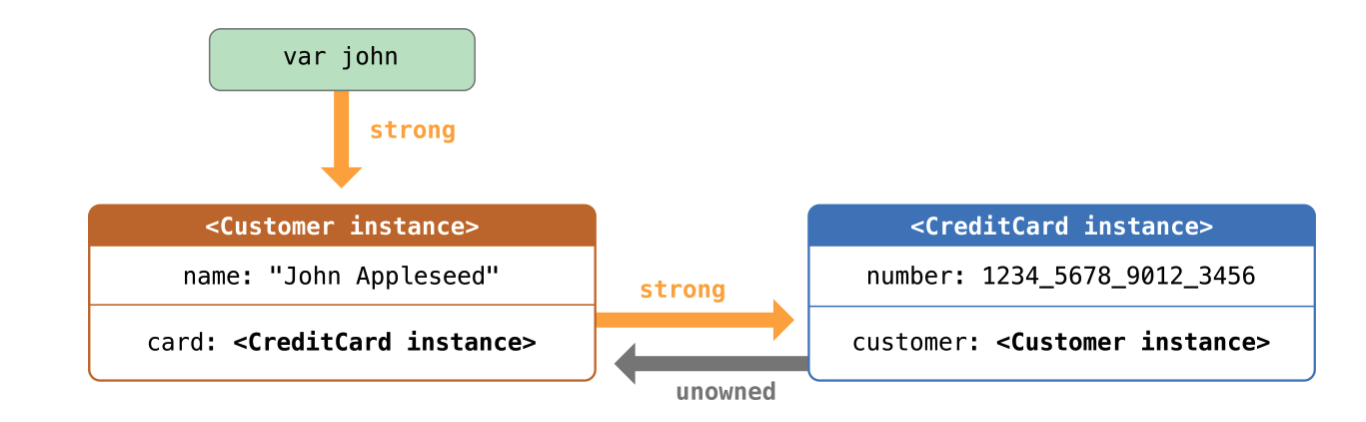 var john
strong
<Customer instance>
name: "John Appleseed"
card: <CreditCard instance>
strong
unowned
<CreditCard instance>
number: 1234_5678_9012_3456
customer: <Customer instance>